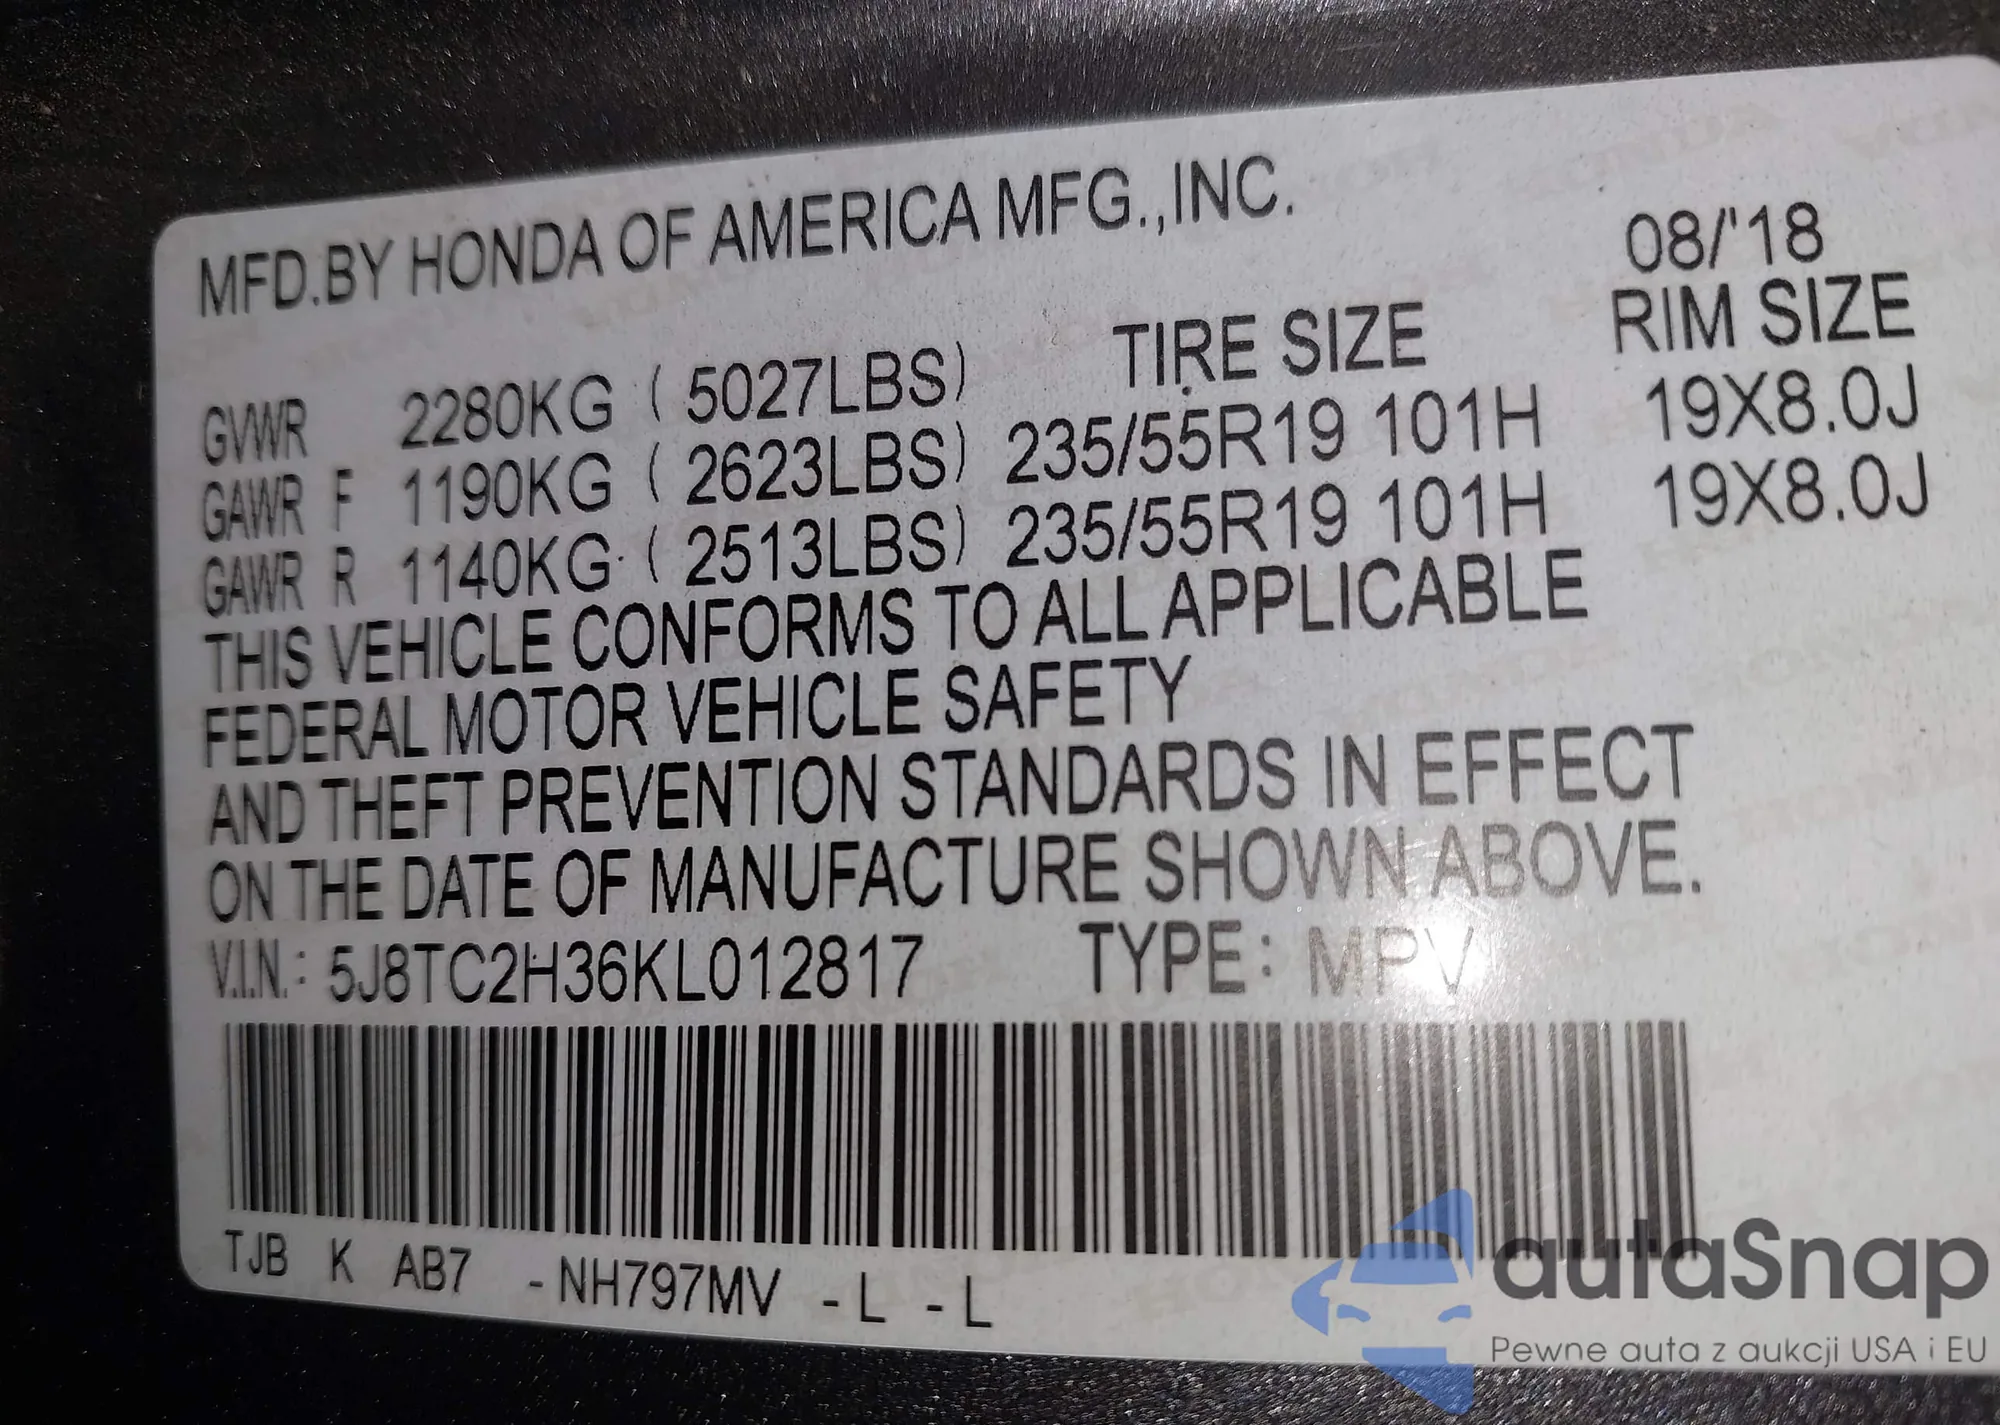 MFD.BY HONDA OF AMERICA MFG.,INC.
08/'18
TIRE SIZE RIM SIZE
GVWR 2280KG ( 5027LBS)
GAWR F 1190KG ( 2623LBS) 235/55R19 101H 19X8.0J
GAWR R 1140KG ( 2513LBS) 235/55R19 101H 19X8.0J
THIS VEHICLE CONFORMS TO ALL APPLICABLE
FEDERAL MOTOR VEHICLE SAFETY
AND THEFT PREVENTION STANDARDS IN EFFECT
ON THE DATE OF MANUFACTURE SHOWN ABOVE.
V.I.N.: 5J8TC2H36KL012817 TYPE: MPV
TJB K AB7 -NH797MV -L -L
autaSnap
Pewne auta z aukcji USA i EU